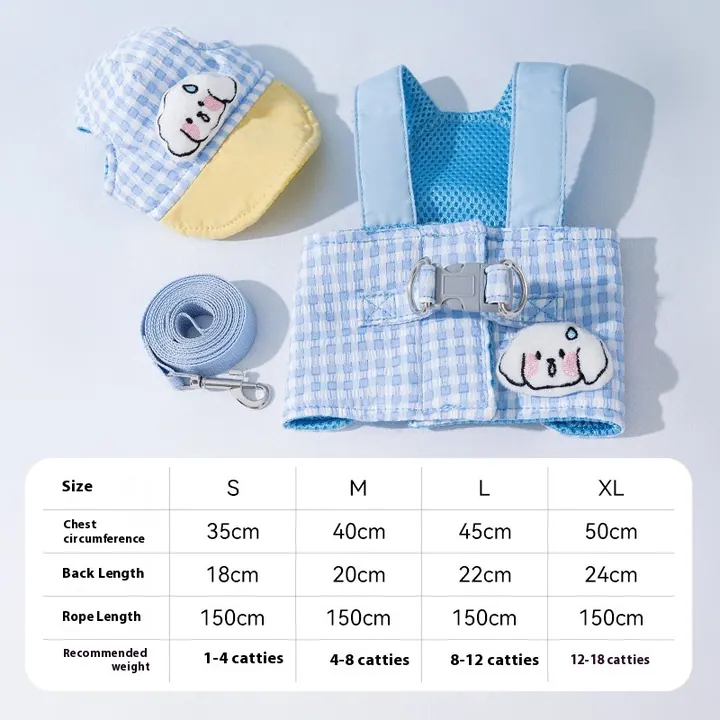 Size S M L XL
Chest
circumference 35cm 40cm 45cm 50cm
Back Length 18cm 20cm 22cm 24cm
Rope Length 150cm 150cm 150cm 150cm
Recommended
weight 1-4 catties 4-8 catties 8-12 catties 12-18 catties